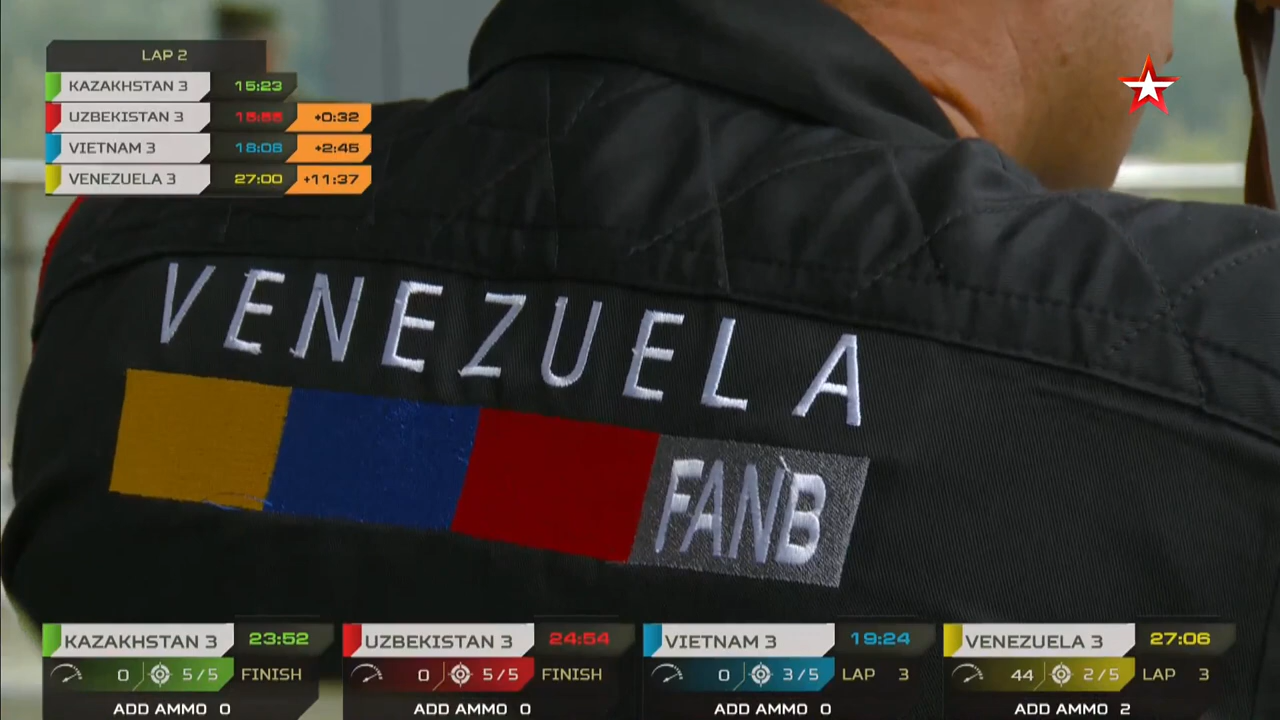 LAP 2
KAZAKHSTAN 3 15:23
UZBEKISTAN 3 +0:32
VIETNAM 3 18:08 +2:45
VENEZUELA 3 27:00 +11:37
VENEZUELA
FANB
KAZAKHSTAN 3 23:52
0 5/5 FINISH
ADD AMMO 0
UZBEKISTAN 3 24:54
0 5/5 FINISH
ADD AMMO 0
VIETNAM 3 19:24
0 3/5 LAP 3
ADD AMMO 0
VENEZUELA 3 27:06
44 2/5 LAP 3
ADD AMMO 2